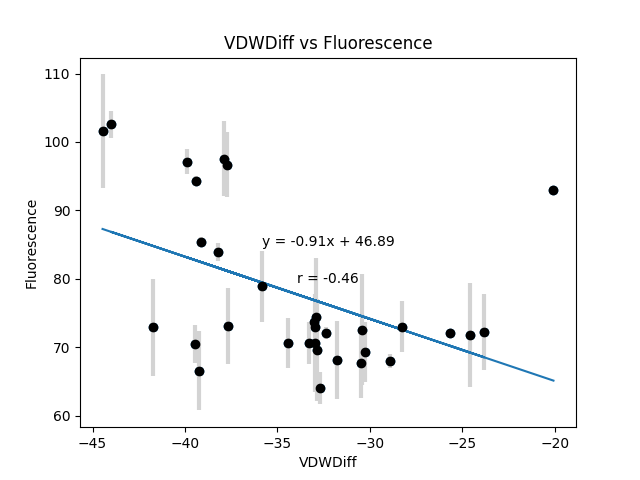 VDWDiff vs Fluorescence
110
100
90
80
70
60
Fluorescence
y = -0.91x + 46.89
r = -0.46
−45
−40
−35
−30
−25
−20
VDWDiff